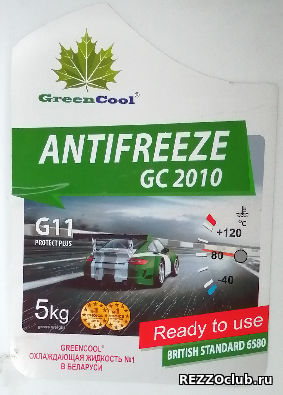 GreenCool®
ANTIFREEZE
GC 2010
G11
PROTECT PLUS
°C
+120
80
-40
5kg
Ready to use
BRITISH STANDARD 6580
GREENCOOL®
ОХЛАЖДАЮЩАЯ ЖИДКОСТЬ №1
В БЕЛАРУСИ
REZZOclub.ru